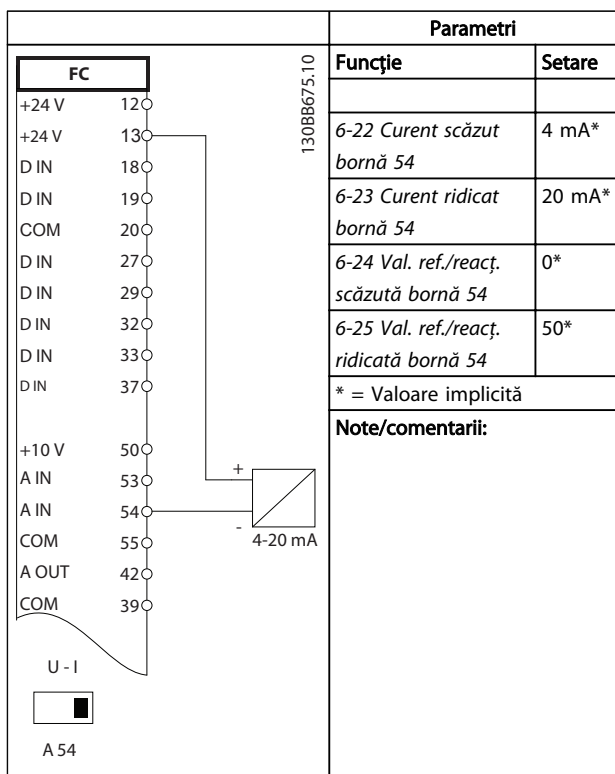 Parametri
FC
130BB675.10
Funcție
Setare
+24 V 12
+24 V 13
D IN 18
D IN 19
COM 20
D IN 27
D IN 29
D IN 32
D IN 33
D IN 37
+10 V 50
A IN 53
A IN 54
COM 55
A OUT 42
COM 39
+
-
4-20 mA
U - I
A 54
6-22 Curent scăzut 4 mA*
bornă 54
6-23 Curent ridicat 20 mA*
bornă 54
6-24 Val. ref./reacț. 0*
scăzută bornă 54
6-25 Val. ref./reacț. 50*
ridicată bornă 54
* = Valoare implicită
Note/comentarii: